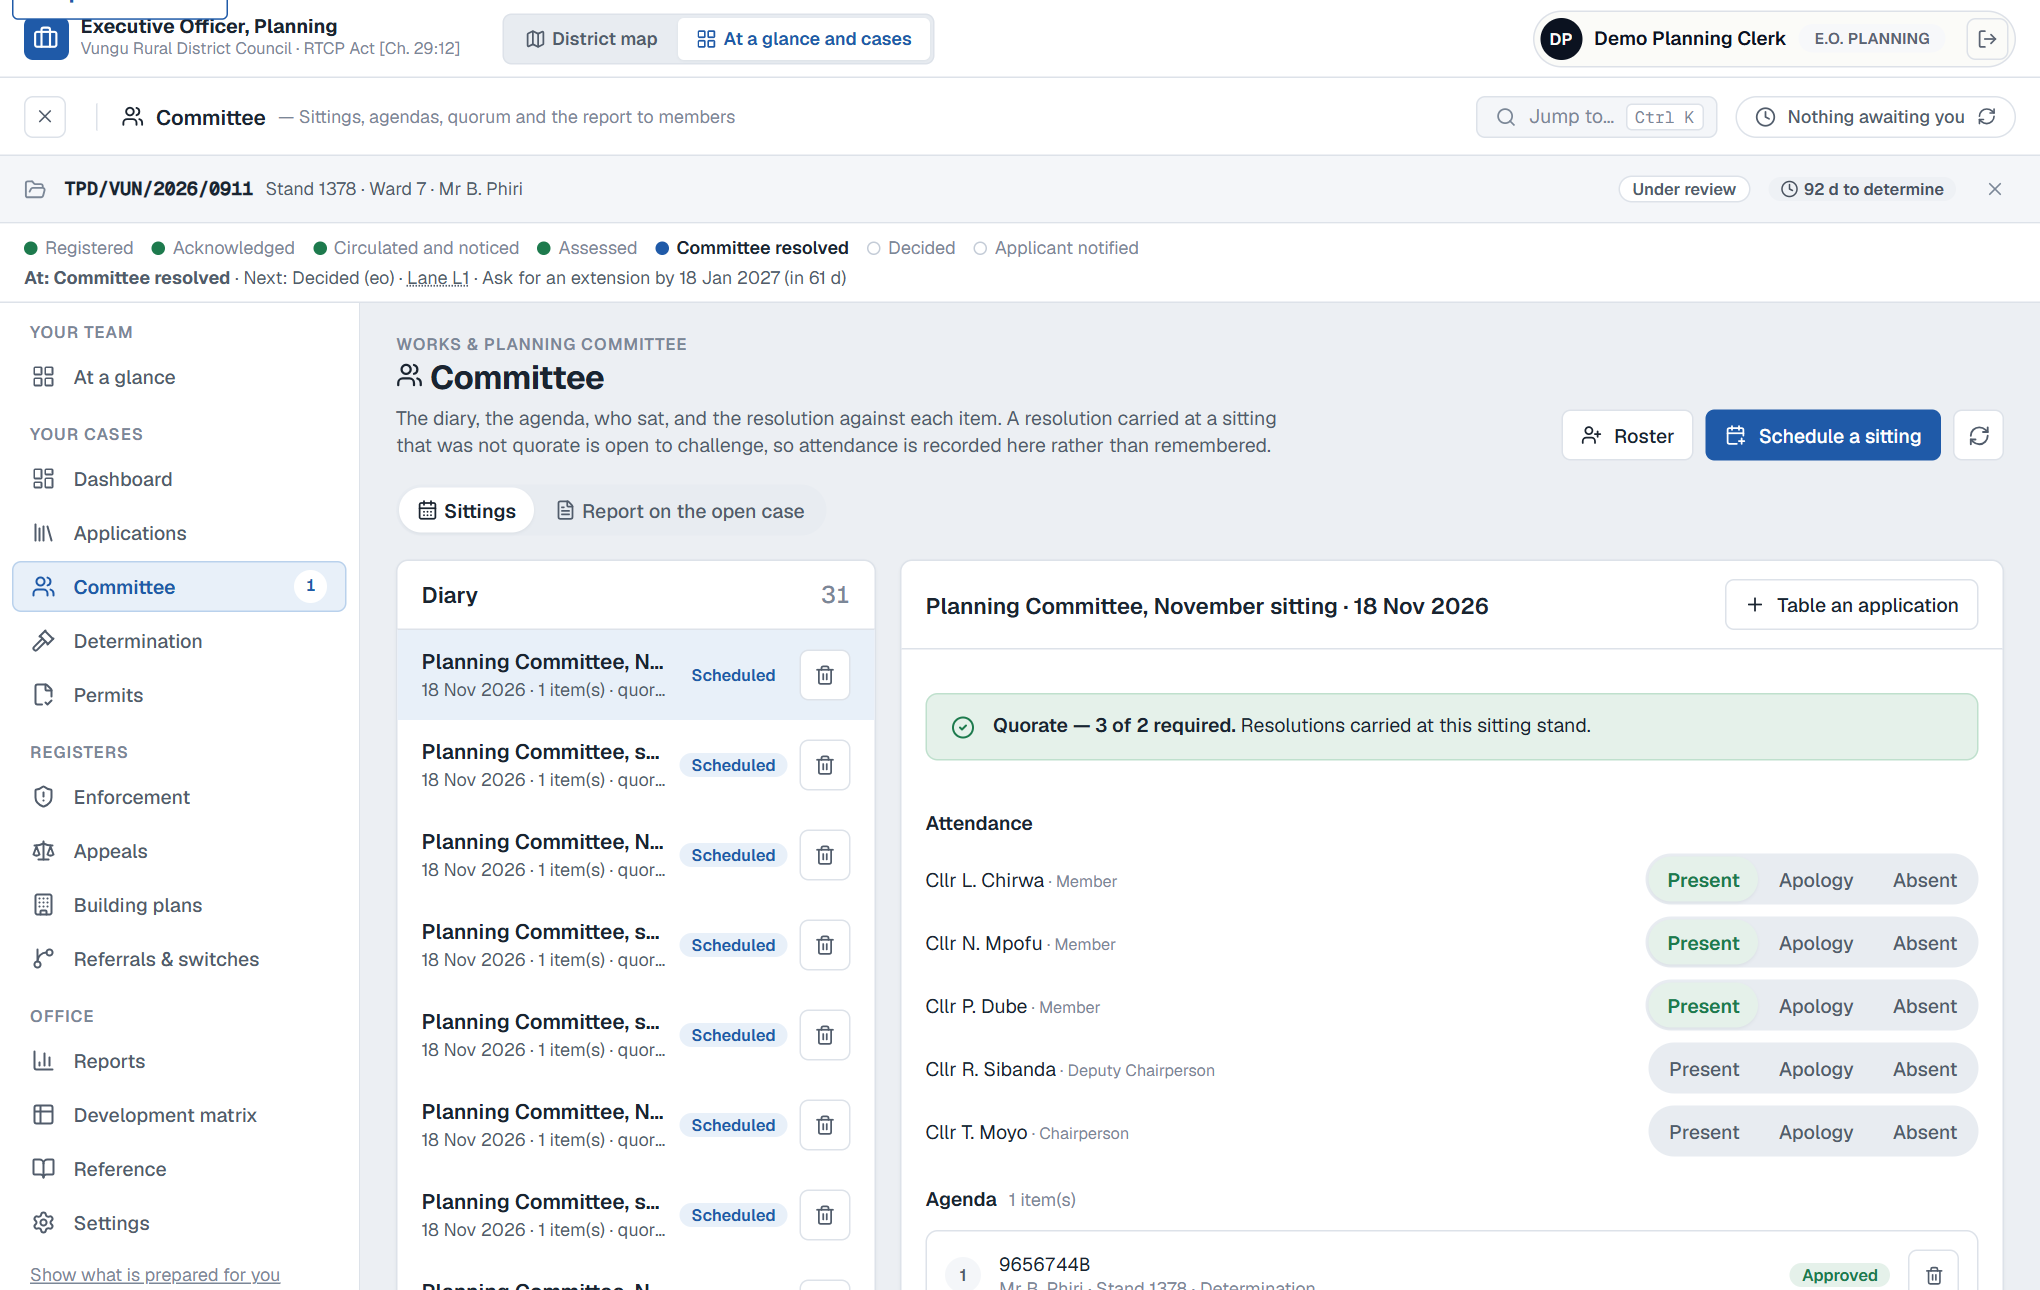 Executive Officer, Planning
Vungu Rural District Council · RTCP Act [Ch. 29:12]
District map
At a glance and cases
DP
Demo Planning Clerk
E.O. PLANNING
Committee
— Sittings, agendas, quorum and the report to members
Jump to...
Ctrl K
Nothing awaiting you
TPD/VUN/2026/0911
Stand 1378 · Ward 7 · Mr B. Phiri
Under review
92 d to determine
Registered
Acknowledged
Circulated and noticed
Assessed
Committee resolved
Decided
Applicant notified
At: Committee resolved · Next: Decided (eo) · Lane L1 · Ask for an extension by 18 Jan 2027 (in 61 d)
YOUR TEAM
At a glance
YOUR CASES
Dashboard
Applications
Committee
1
Determination
Permits
REGISTERS
Enforcement
Appeals
Building plans
Referrals & switches
OFFICE
Reports
Development matrix
Reference
Settings
Show what is prepared for you
WORKS & PLANNING COMMITTEE
Committee
The diary, the agenda, who sat, and the resolution against each item. A resolution carried at a sitting
that was not quorate is open to challenge, so attendance is recorded here rather than remembered.
Roster
Schedule a sitting
Sittings
Report on the open case
Diary
31
Planning Committee, N...
18 Nov 2026 · 1 item(s) · quor...
Scheduled
Planning Committee, s...
18 Nov 2026 · 1 item(s) · quor...
Scheduled
Planning Committee, N...
18 Nov 2026 · 1 item(s) · quor...
Scheduled
Planning Committee, s...
18 Nov 2026 · 1 item(s) · quor...
Scheduled
Planning Committee, s...
18 Nov 2026 · 1 item(s) · quor...
Scheduled
Planning Committee, N...
18 Nov 2026 · 1 item(s) · quor...
Scheduled
Planning Committee, s...
18 Nov 2026 · 1 item(s) · quor...
Scheduled
Planning Committee, N...
Planning Committee, November sitting · 18 Nov 2026
Table an application
Quorate — 3 of 2 required. Resolutions carried at this sitting stand.
Attendance
Cllr L. Chirwa · Member
Present
Apology
Absent
Cllr N. Mpofu · Member
Present
Apology
Absent
Cllr P. Dube · Member
Present
Apology
Absent
Cllr R. Sibanda · Deputy Chairperson
Present
Apology
Absent
Cllr T. Moyo · Chairperson
Present
Apology
Absent
Agenda
1 item(s)
1
9656744B
Mr B. Phiri · Stand 1378 · Determination
Approved